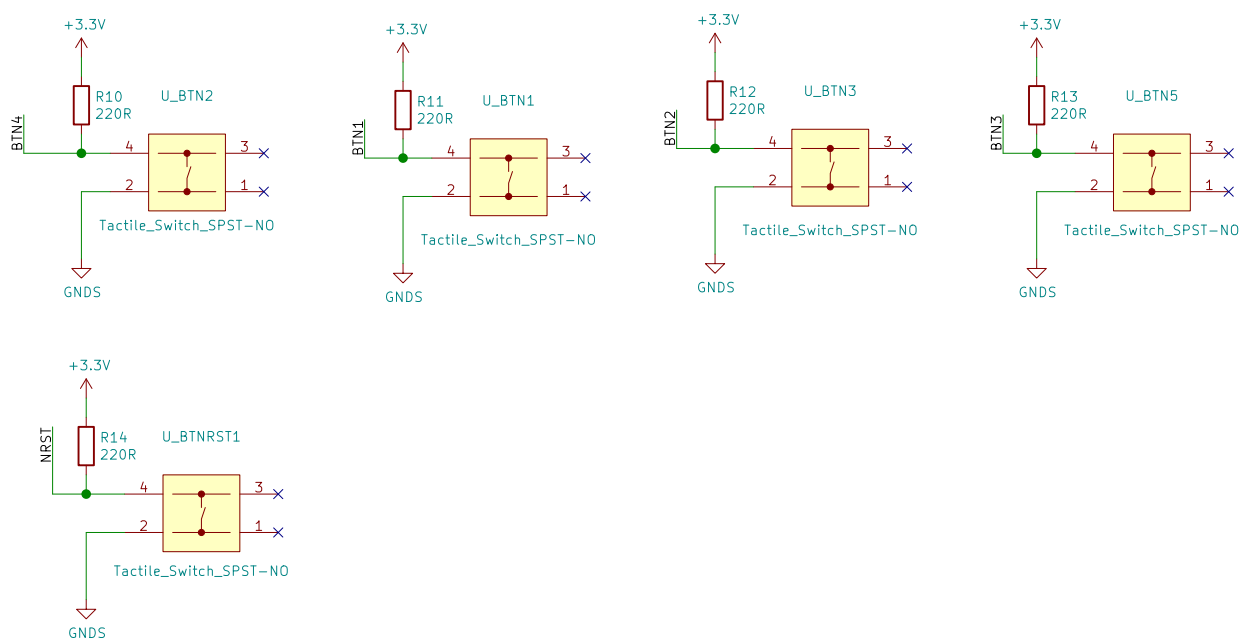 +3.3V
R10
220R
U_BTN2
BTN4
4
3
2
1
Tactile_Switch_SPST-NO
GNDS
+3.3V
R11
220R
U_BTN1
BTN1
4
3
2
1
Tactile_Switch_SPST-NO
GNDS
+3.3V
R12
220R
U_BTN3
BTN2
4
3
2
1
Tactile_Switch_SPST-NO
GNDS
+3.3V
R13
220R
U_BTN5
BTN3
4
3
2
1
Tactile_Switch_SPST-NO
GNDS
+3.3V
R14
220R
U_BTNRST1
NRST
4
3
2
1
Tactile_Switch_SPST-NO
GNDS